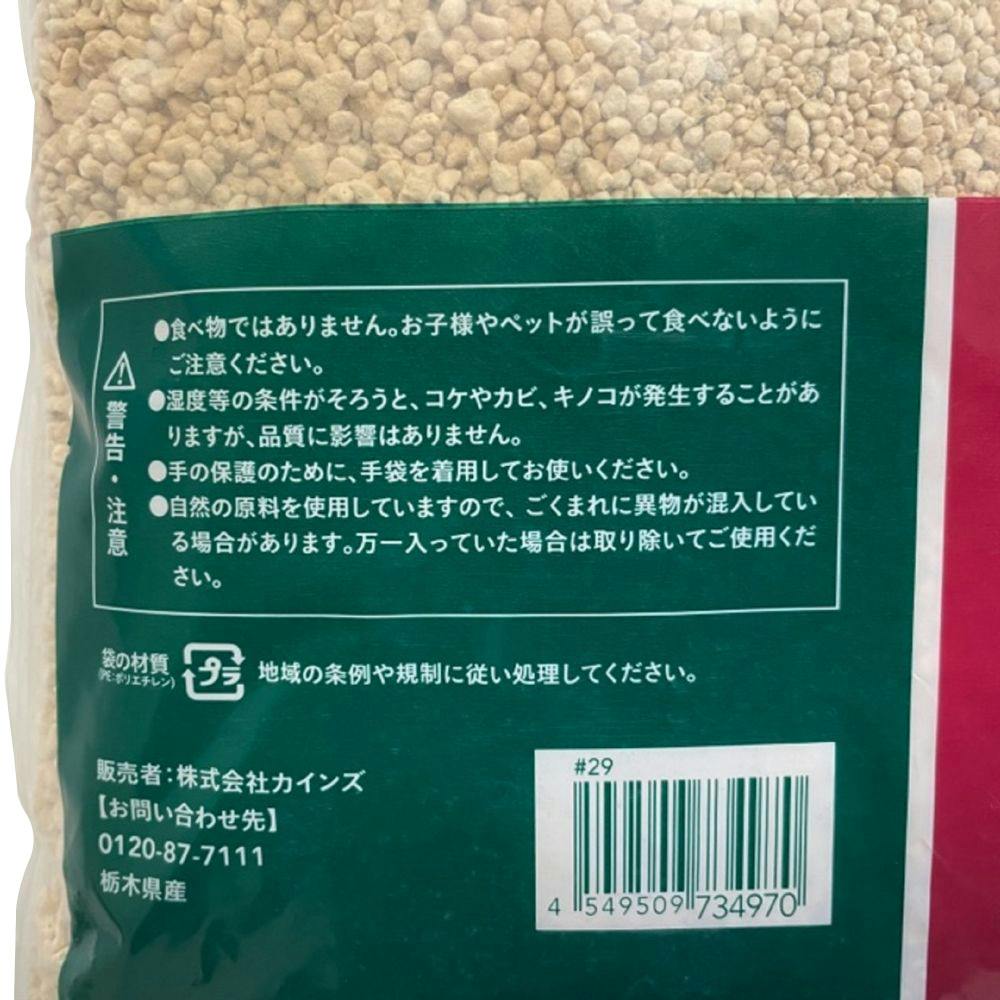 警告・注意
●食べ物ではありません。お子様やペットが誤って食べないように
ご注意ください。
●湿度等の条件がそろうと、コケやカビ、キノコが発生することがあ
りますが、品質に影響はありません。
●手の保護のために、手袋を着用してお使いください。
●自然の原料を使用していますので、ごくまれに異物が混入してい
る場合があります。万一入っていた場合は取り除いてご使用くだ
さい。
袋の材質
(PE:ポリエチレン)
プラ
地域の条例や規制に従い処理してください。
販売者:株式会社カインズ
【お問い合わせ先】
0120-87-7111
栃木県産
#29
4 549509 734970